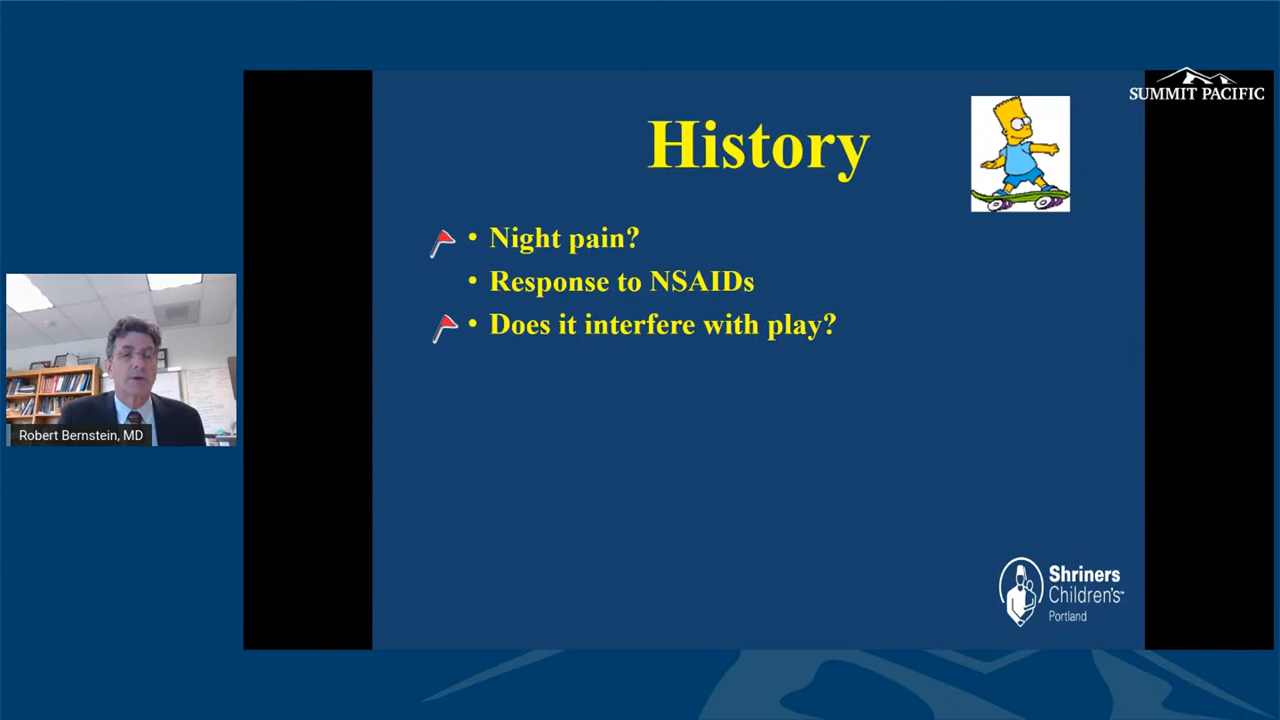 SUMMIT PACIFIC
History
• Night pain?
• Response to NSAIDs
• Does it interfere with play?
Robert Bernstein, MD
Shriners
Children's™
Portland